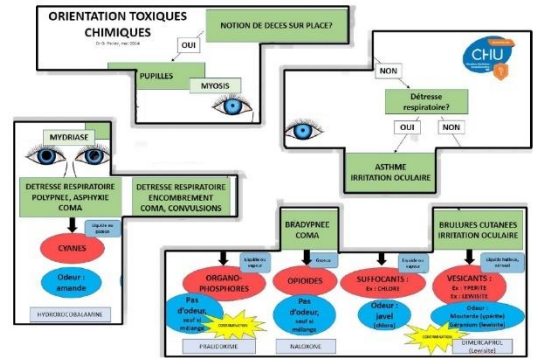 ORIENTATION TOXIQUES
CHIMIQUES
NOTION DE DECES SUR PLACE?
OUI
PUPILLES
MYOSIS
CHU
NON
Détresse
respiratoire?
OUI
NON
ASTHME
IRRITATION OCULAIRE
MYDRIASE
DETRESSE RESPIRATOIRE
POLYPNEE, ASPHYXIE
COMA
DETRESSE RESPIRATOIRE
ENCOMBREMENT
COMA, CONVULSIONS
BRADYPNEE
COMA
BRULURES CUTANEES
IRRITATION OCULAIRE
CYANES
Odeur :
amande
HYDROXOCOBALAMINE
ORGANO-
PHOSPHORES
Pas
d'odeur,
sauf si
mélange
PRALIDOXIME
OPIOIDES
Pas
d'odeur,
sauf si
mélange
NALOXONE
SUFFOCANTS
Ex : CHLORE
Odeur :
javel
(chlore)
VESICANTS :
Ex : YPERITE
Ex : LEWISITE
Odeur :
Moutarde (ypérite)
Géranium (lewisite)
DIMERCAPROL
(Lewisite)